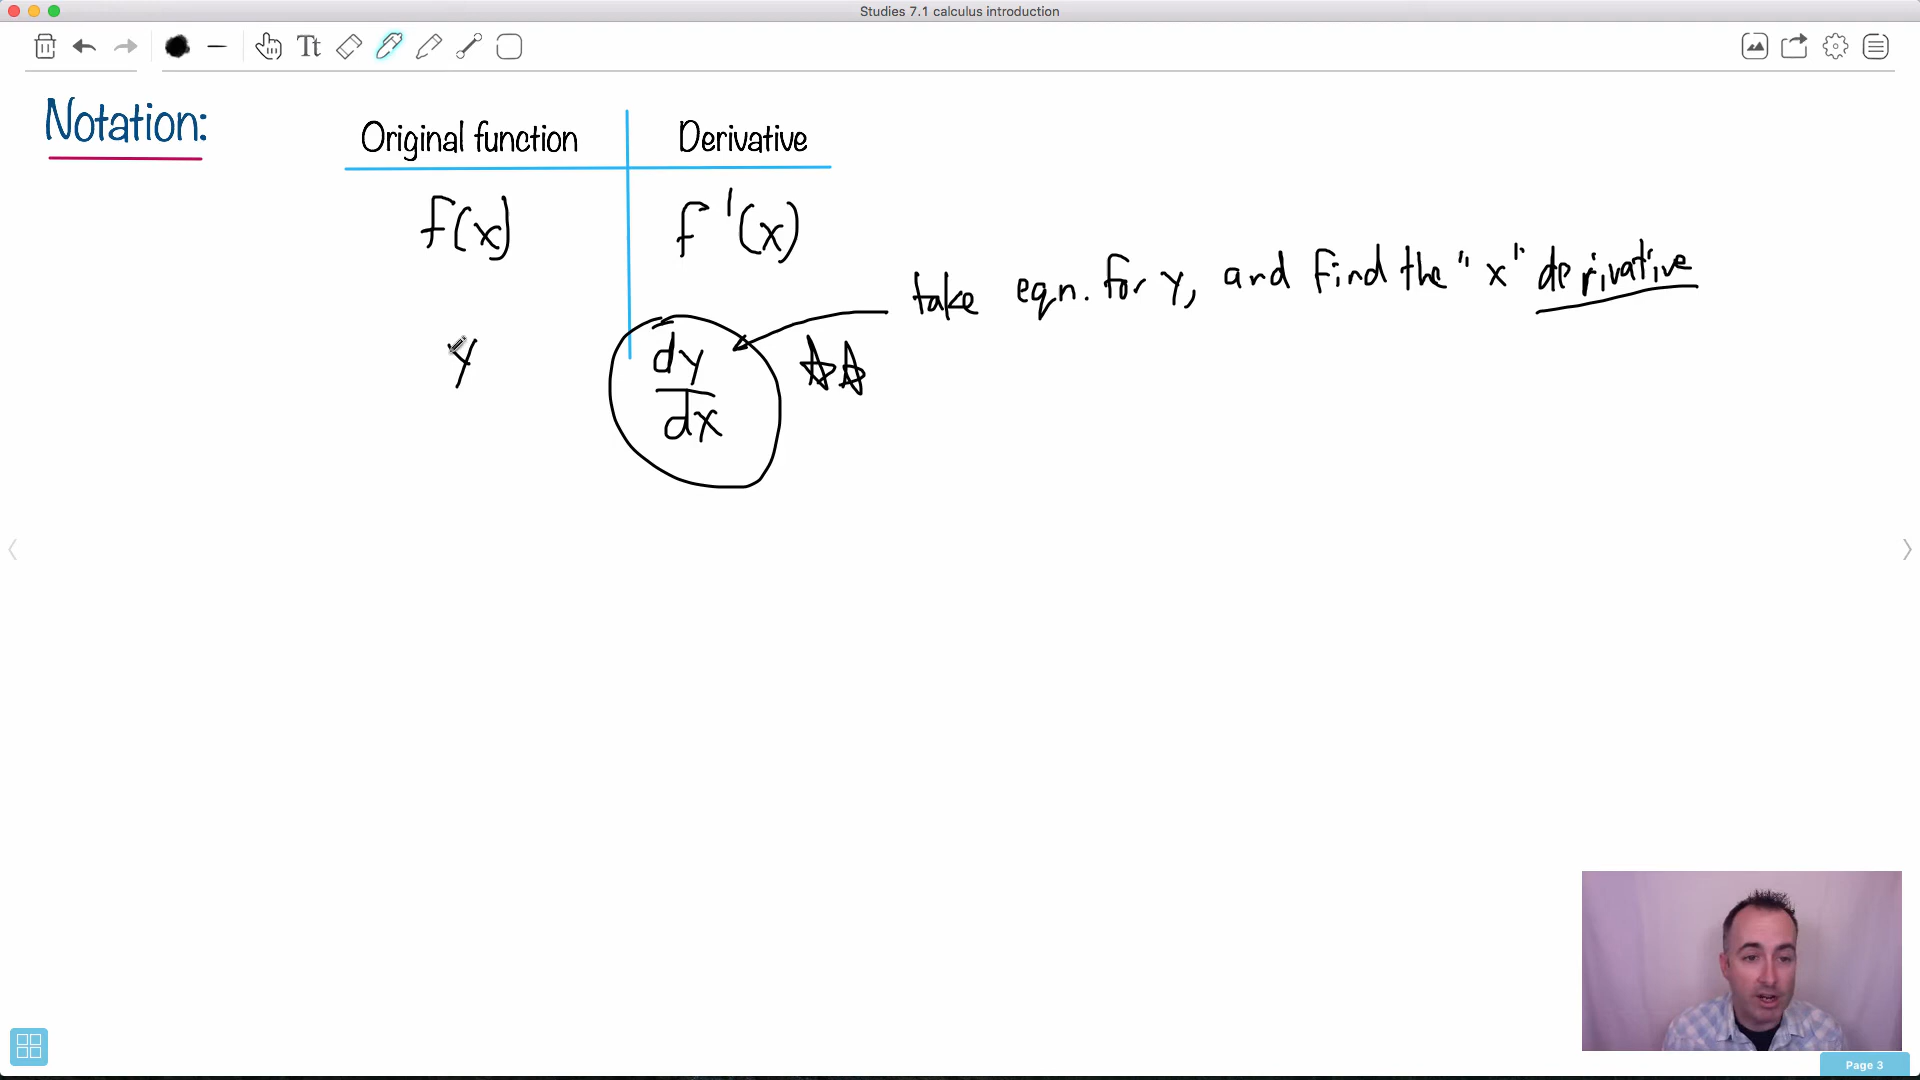 Studies 7.1 calculus introduction
Tt
Notation:
Original function Derivative
f(x) f'(x)
take eqn. for y, and find the "x" derivative
y dy/dx
Page 3